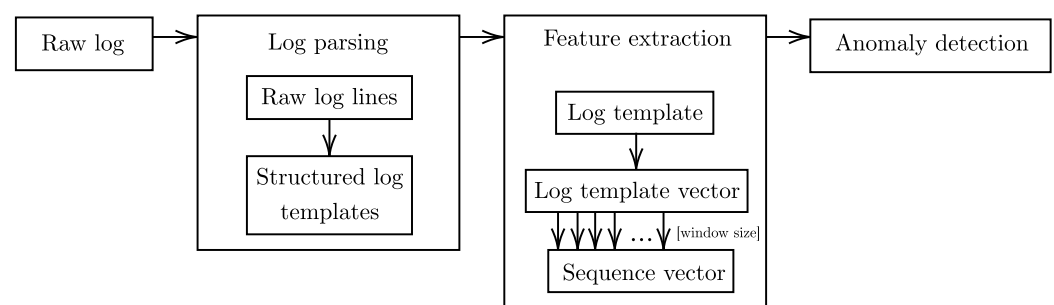 Raw log
Log parsing
Raw log lines
Structured log
templates
Feature extraction
Log template
Log template vector
... [window size]
Sequence vector
Anomaly detection